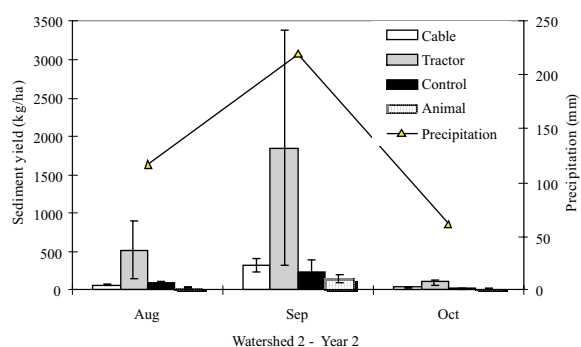 3500
3000
2500
2000
1500
1000
500
0
Sediment yield (kg/ha)
250
200
150
100
50
0
Precipitation (mm)
Cable
Tractor
Control
Animal
Precipitation
Aug Sep Oct
Watershed 2 - Year 2